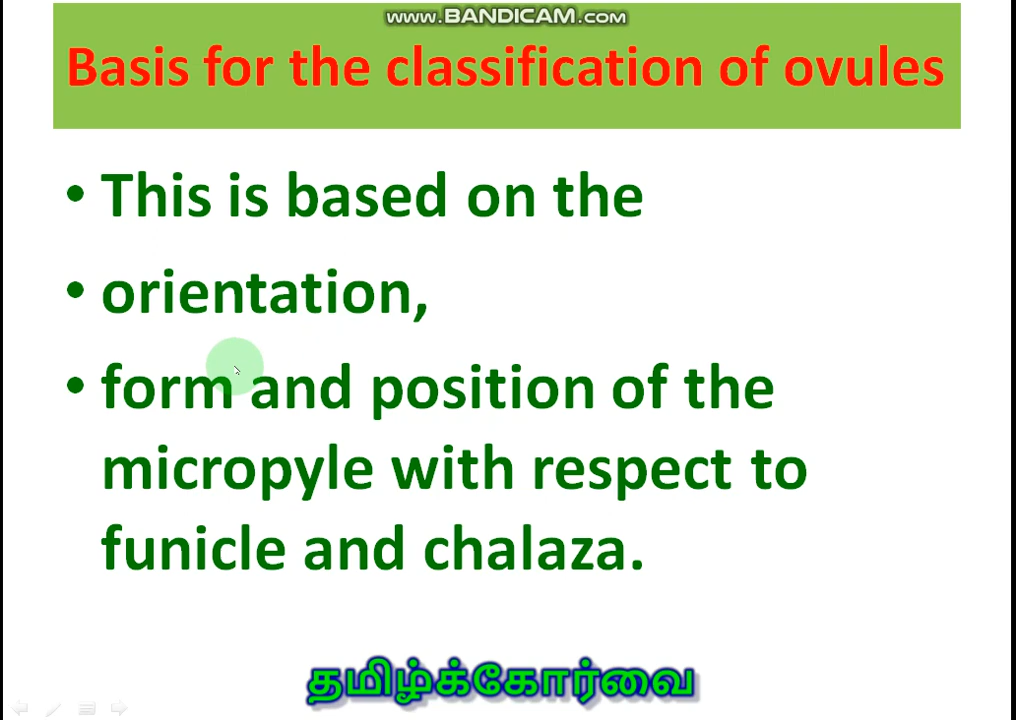 www.BANDICAM.com
Basis for the classification of ovules
• This is based on the
• orientation,
• form and position of the
micropyle with respect to
funicle and chalaza.
தமிழ்க்கோர்வை